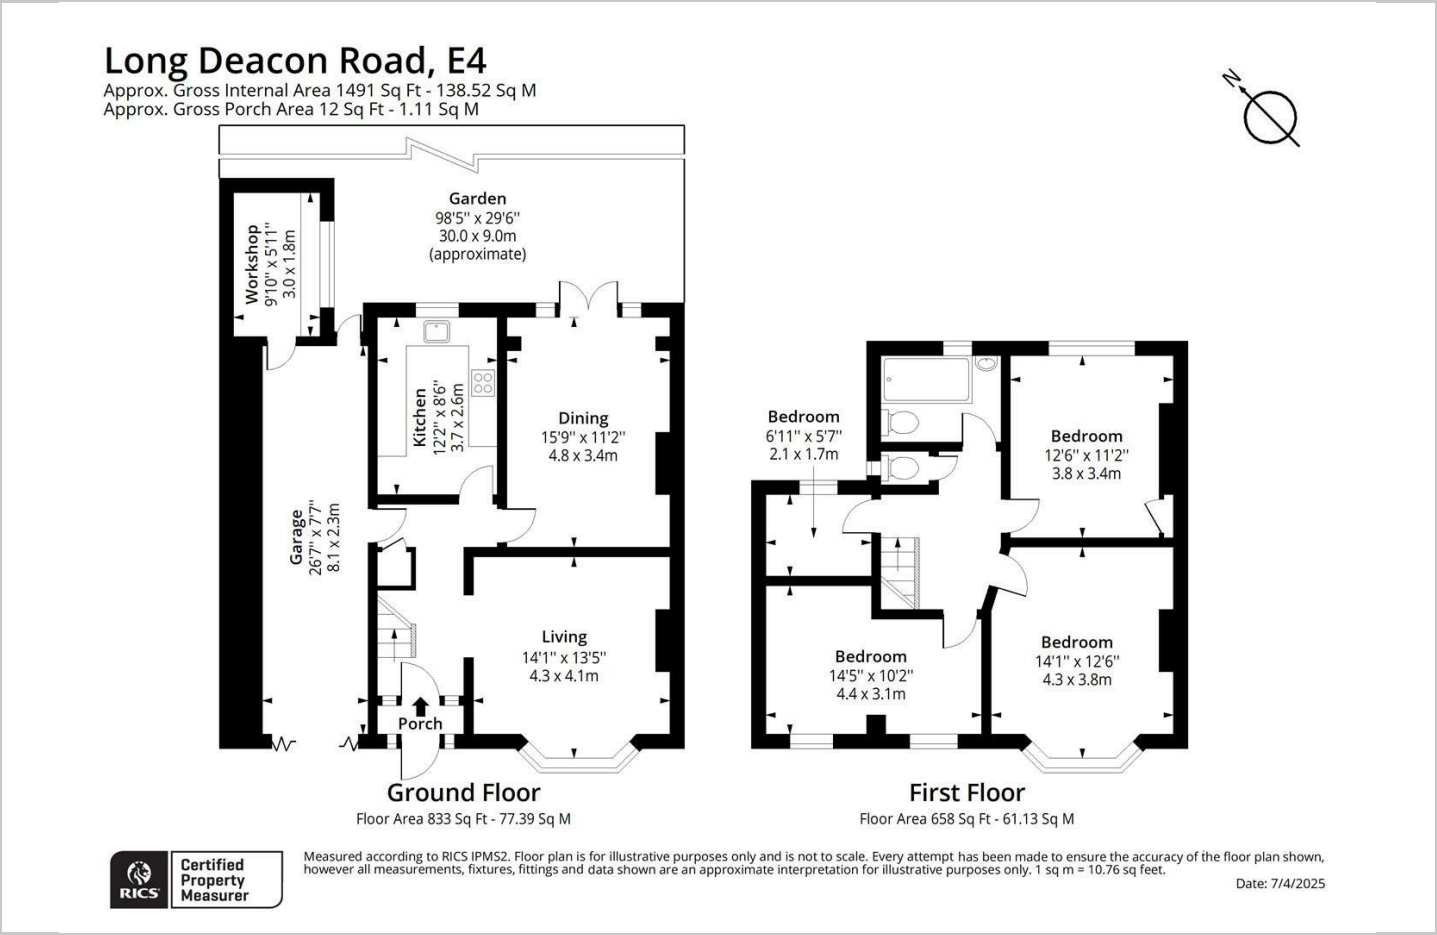 Long Deacon Road, E4
Approx. Gross Internal Area 1491 Sq Ft - 138.52 Sq M
Approx. Gross Porch Area 12 Sq Ft - 1.11 Sq M
N
Garden
98'5" x 29'6"
30.0 x 9.0m
(approximate)
Workshop
9'10" x 5'11"
3.0 x 1.8m
Kitchen
12'2" x 8'6"
3.7 x 2.6m
Dining
15'9" x 11'2"
4.8 x 3.4m
Garage
26'7" x 7'7"
8.1 x 2.3m
Living
14'1" x 13'5"
4.3 x 4.1m
Porch
Ground Floor
Floor Area 833 Sq Ft - 77.39 Sq M
Bedroom
6'11" x 5'7"
2.1 x 1.7m
Bedroom
12'6" x 11'2"
3.8 x 3.4m
Bedroom
14'5" x 10'2"
4.4 x 3.1m
Bedroom
14'1" x 12'6"
4.3 x 3.8m
First Floor
Floor Area 658 Sq Ft - 61.13 Sq M
RICS
Certified
Property
Measurer
Measured according to RICS IPMS2. Floor plan is for illustrative purposes only and is not to scale. Every attempt has been made to ensure the accuracy of the floor plan shown,
however all measurements, fixtures, fittings and data shown are an approximate interpretation for illustrative purposes only. 1 sq m = 10.76 sq feet.
Date: 7/4/2025